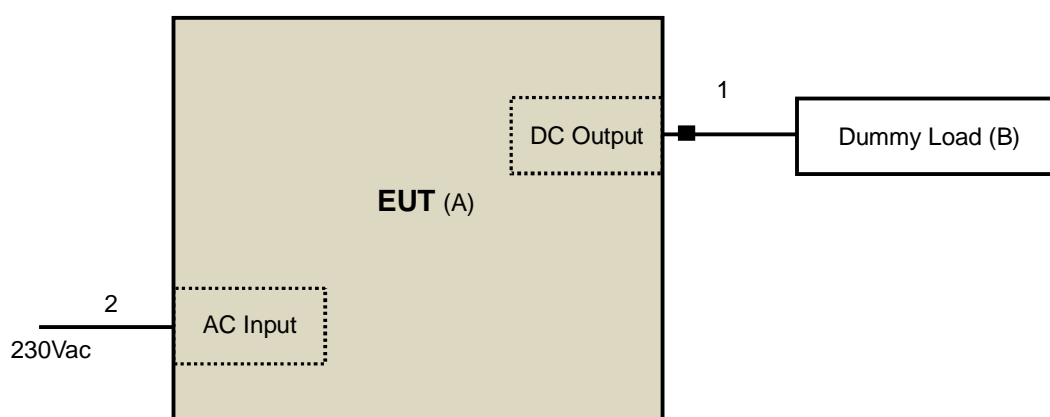 1
DC Output
Dummy Load (B)
EUT (A)
2
AC Input
230Vac